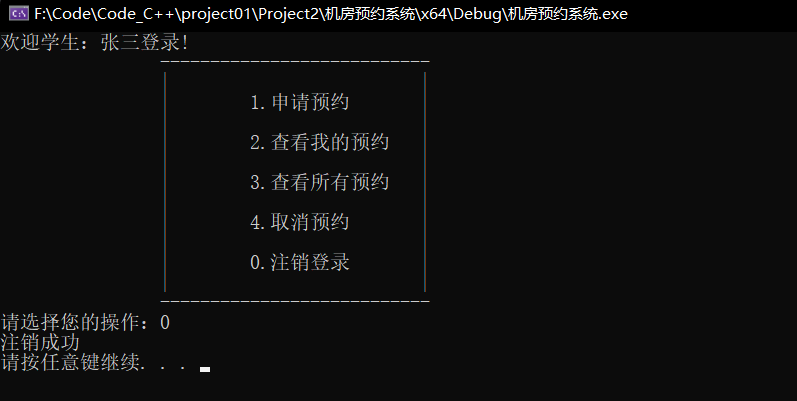 F:\Code\Code_C++\project01\Project2\机房预约系统\x64\Debug\机房预约系统.exe
欢迎学生：张三登录!
---------------------------
1.申请预约
2.查看我的预约
3.查看所有预约
4.取消预约
0.注销登录
---------------------------
请选择您的操作：0
注销成功
请按任意键继续. . .